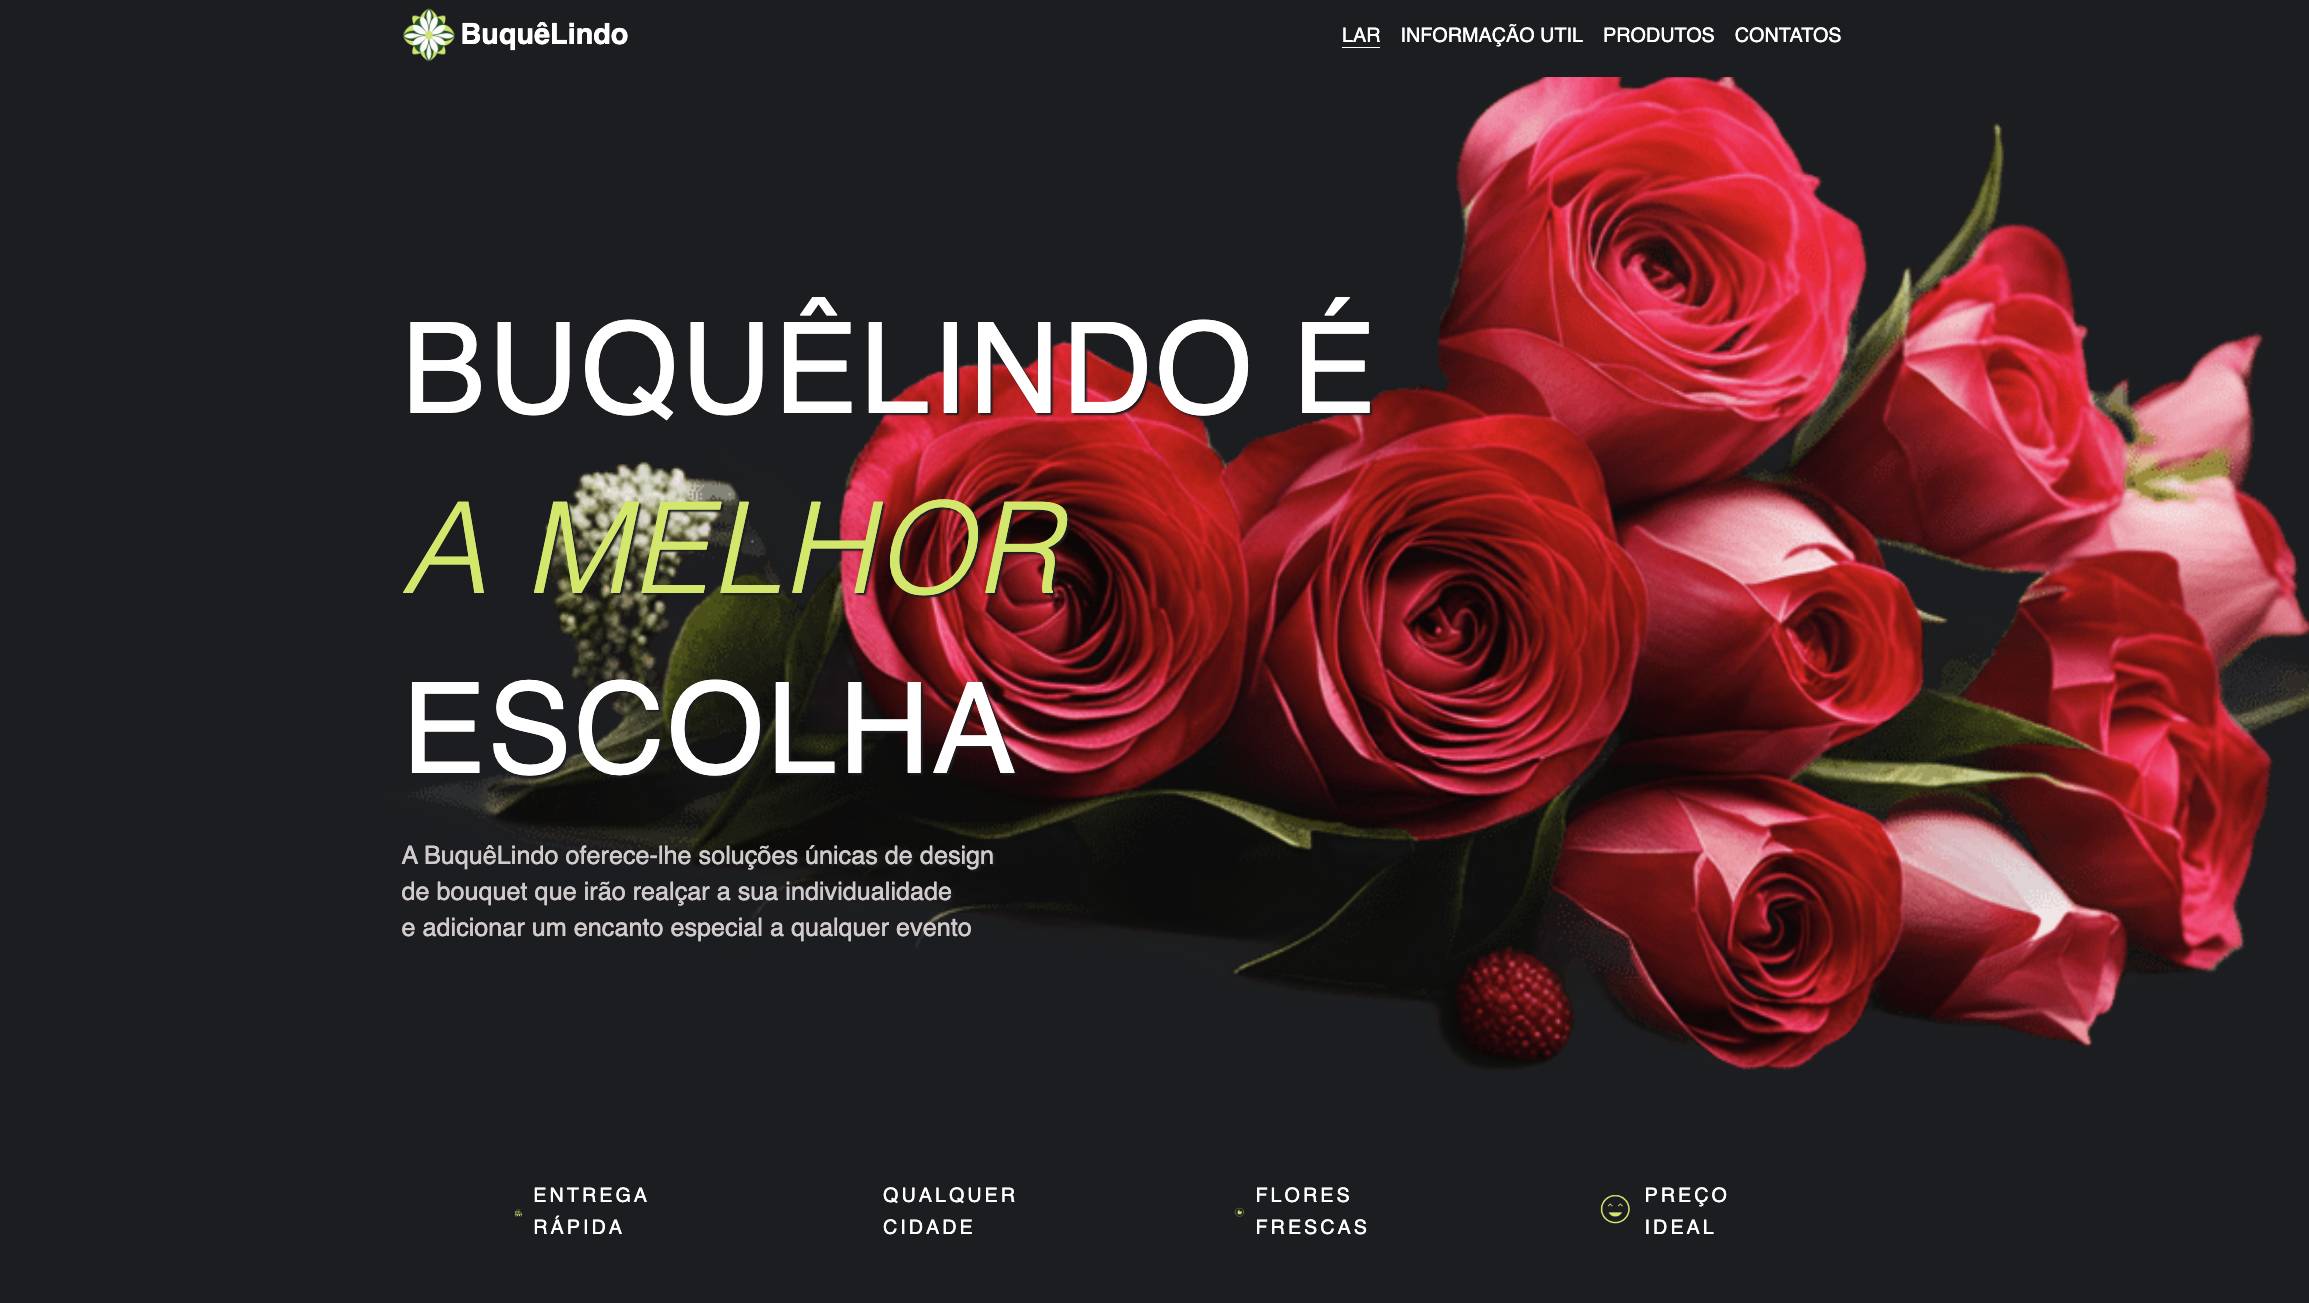 BuquêLindo
LAR INFORMAÇÃO UTIL PRODUTOS CONTATOS
BUQUÊLINDO É
A MELHOR
ESCOLHA
A BuquêLindo oferece-lhe soluções únicas de design
de bouquet que irão realçar a sua individualidade
e adicionar um encanto especial a qualquer evento
ENTREGA
RÁPIDA
QUALQUER
CIDADE
FLORES
FRESCAS
PREÇO
IDEAL